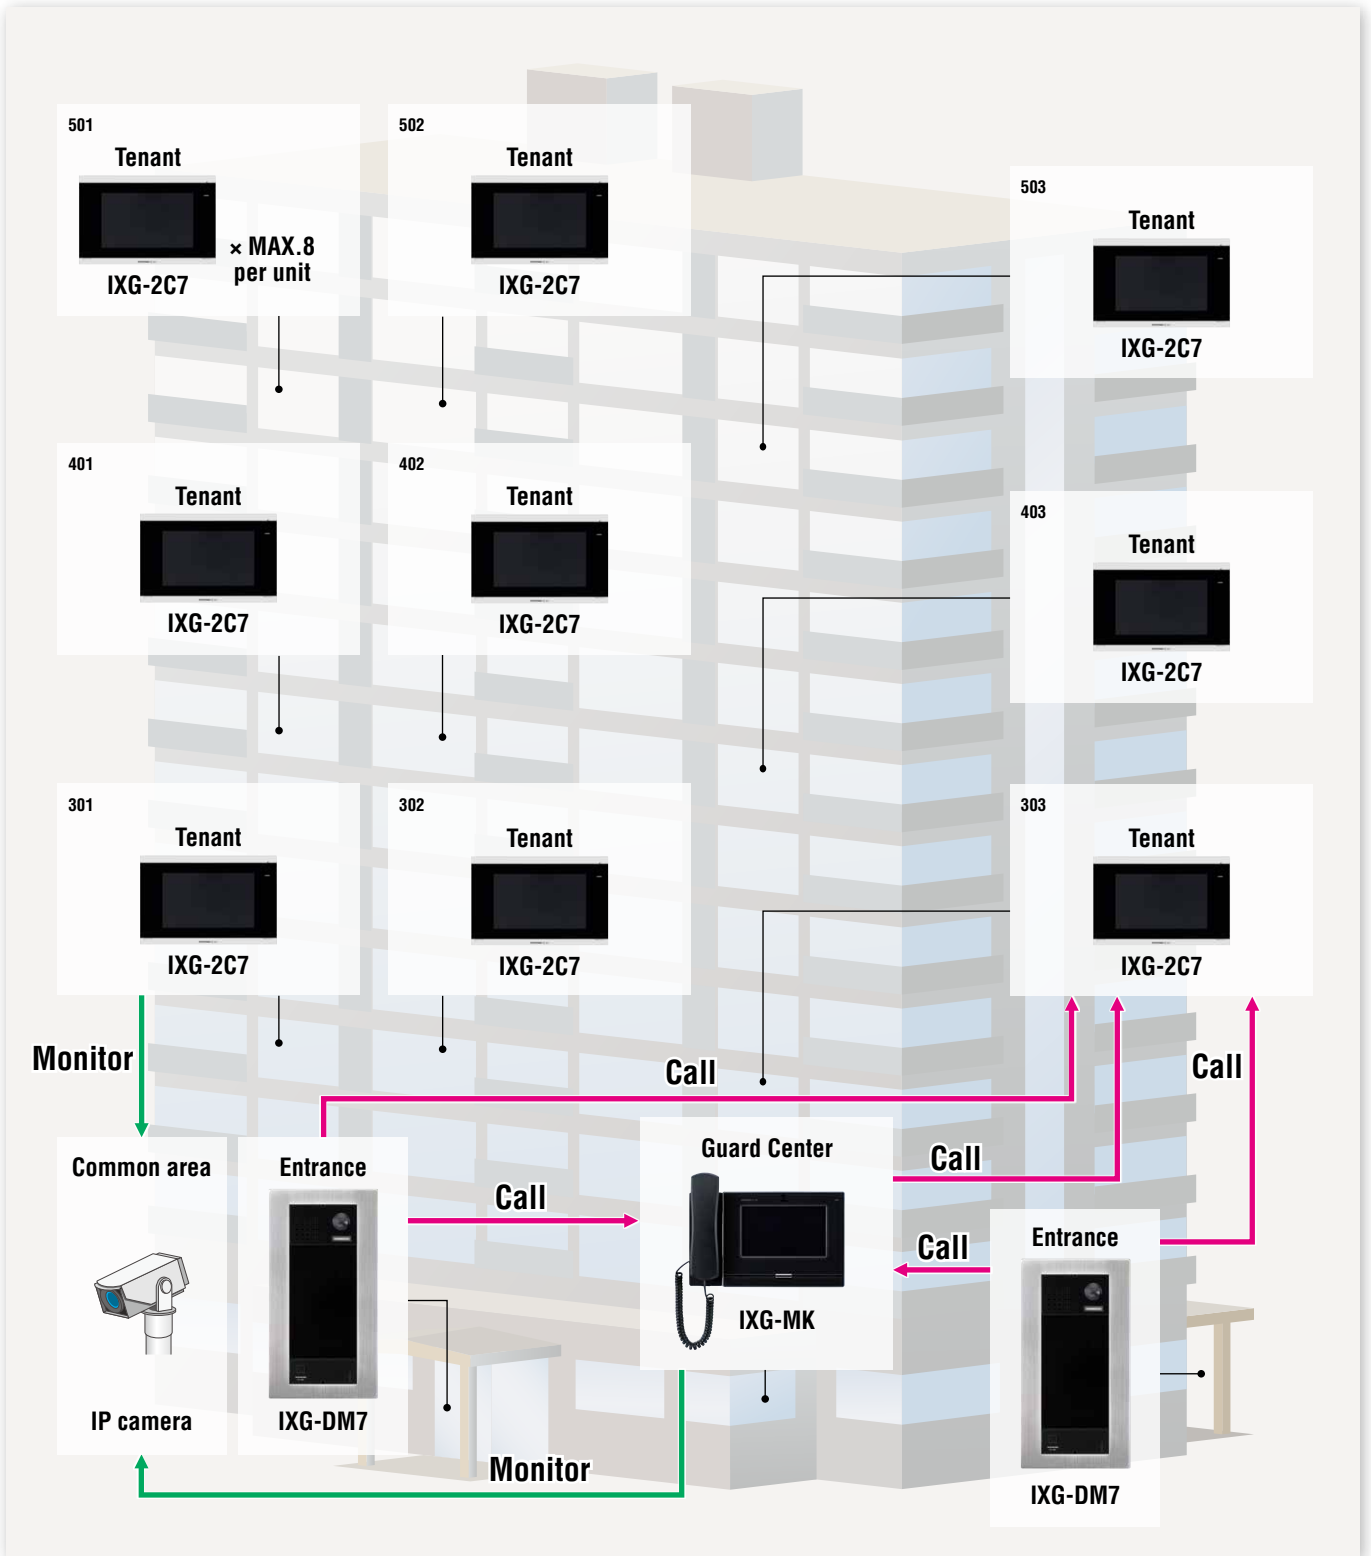 501
Tenant
× MAX.8
per unit
IXG-2C7
502
Tenant
IXG-2C7
503
Tenant
IXG-2C7
401
Tenant
IXG-2C7
402
Tenant
IXG-2C7
403
Tenant
IXG-2C7
301
Tenant
IXG-2C7
302
Tenant
IXG-2C7
303
Tenant
IXG-2C7
Monitor
Call
Call
Common area
IP camera
Entrance
IXG-DM7
Call
Guard Center
IXG-MK
Call
Call
Entrance
IXG-DM7
Monitor